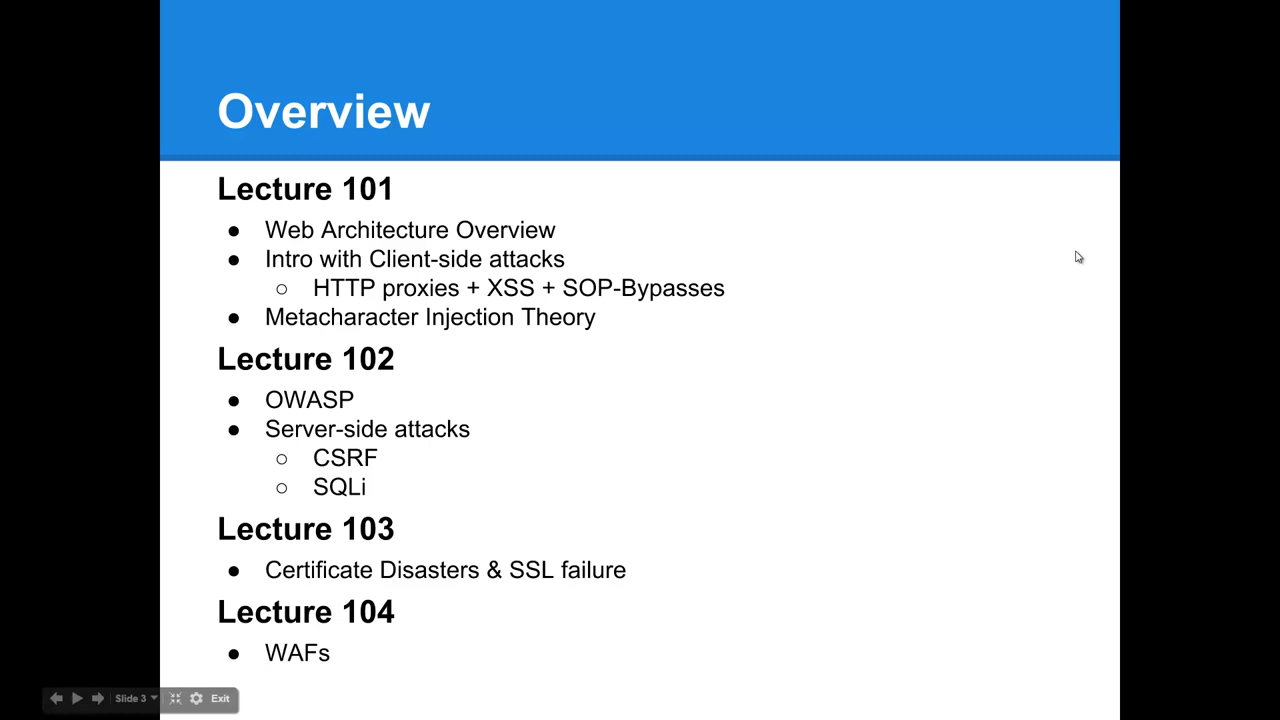 Overview
Lecture 101
● Web Architecture Overview
● Intro with Client-side attacks
○ HTTP proxies + XSS + SOP-Bypasses
● Metacharacter Injection Theory
Lecture 102
● OWASP
● Server-side attacks
○ CSRF
○ SQLi
Lecture 103
● Certificate Disasters & SSL failure
Lecture 104
● WAFs
Slide 3 Exit